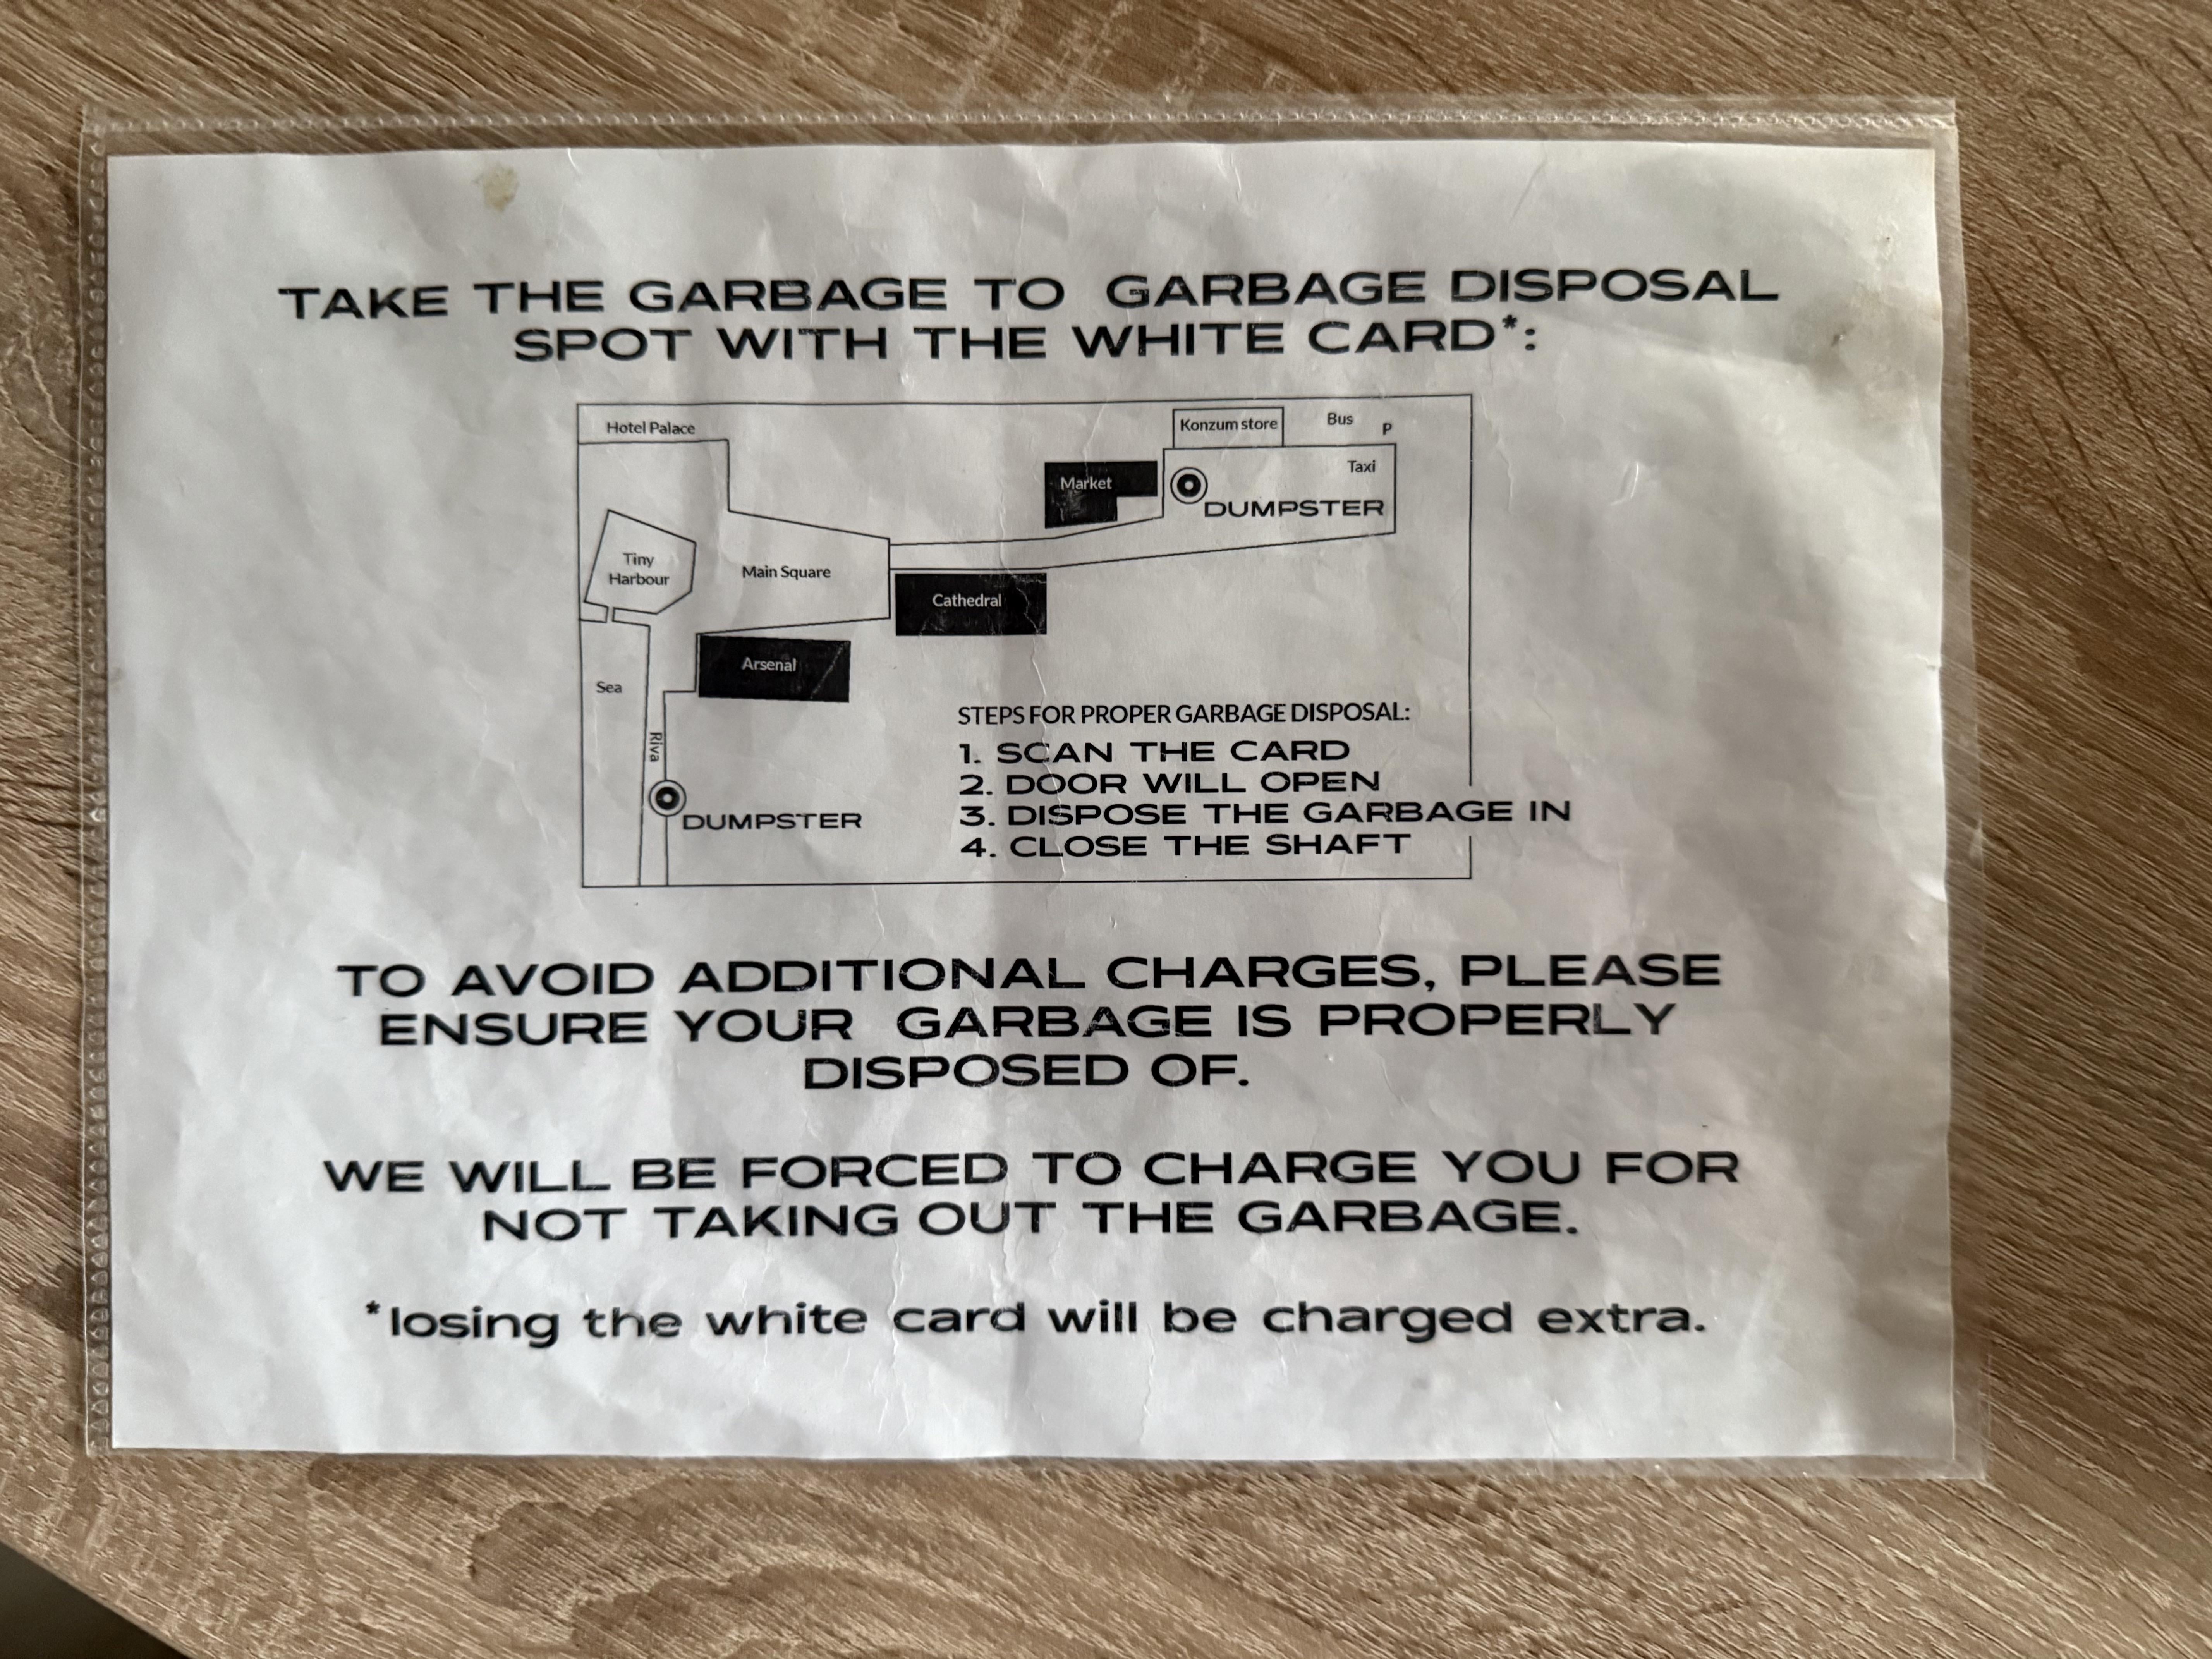 TAKE THE GARBAGE TO GARBAGE DISPOSAL
SPOT WITH THE WHITE CARD*:
Hotel Palace
Konzum store
Bus
P
Market
Taxi
DUMPSTER
Tiny
Harbour
Main Square
Cathedral
Arsenal
Sea
Riva
DUMPSTER
STEPS FOR PROPER GARBAGE DISPOSAL:
1. SCAN THE CARD
2. DOOR WILL OPEN
3. DISPOSE THE GARBAGE IN
4. CLOSE THE SHAFT
TO AVOID ADDITIONAL CHARGES, PLEASE
ENSURE YOUR GARBAGE IS PROPERLY
DISPOSED OF.
WE WILL BE FORCED TO CHARGE YOU FOR
NOT TAKING OUT THE GARBAGE.
*losing the white card will be charged extra.